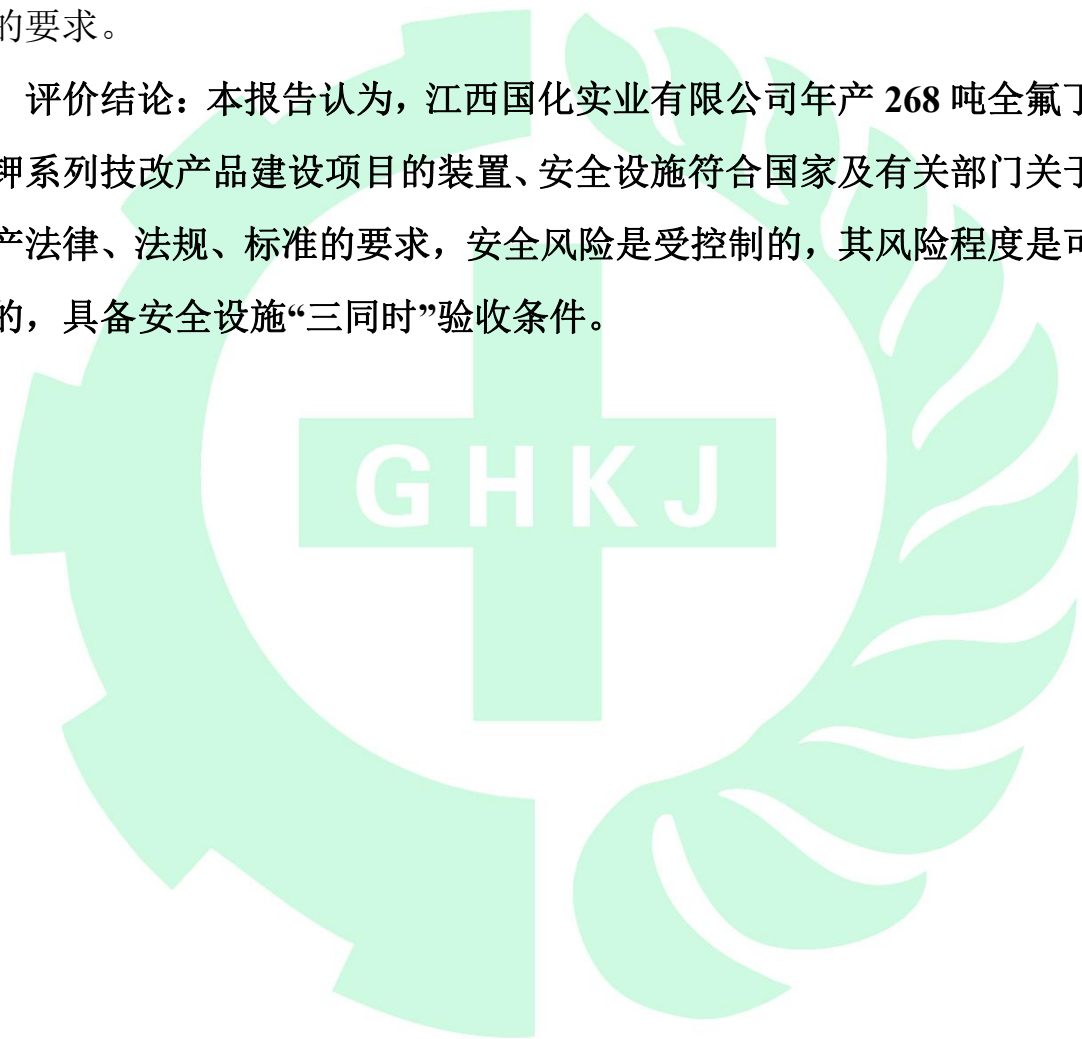 的要求。
评价结论：本报告认为，江西国化实业有限公司年产 268 吨全氟丁
钾系列技改产品建设项目的装置、安全设施符合国家及有关部门关于
产法律、法规、标准的要求，安全风险是受控制的，其风险程度是可
的，具备安全设施“三同时”验收条件。
GHKJ